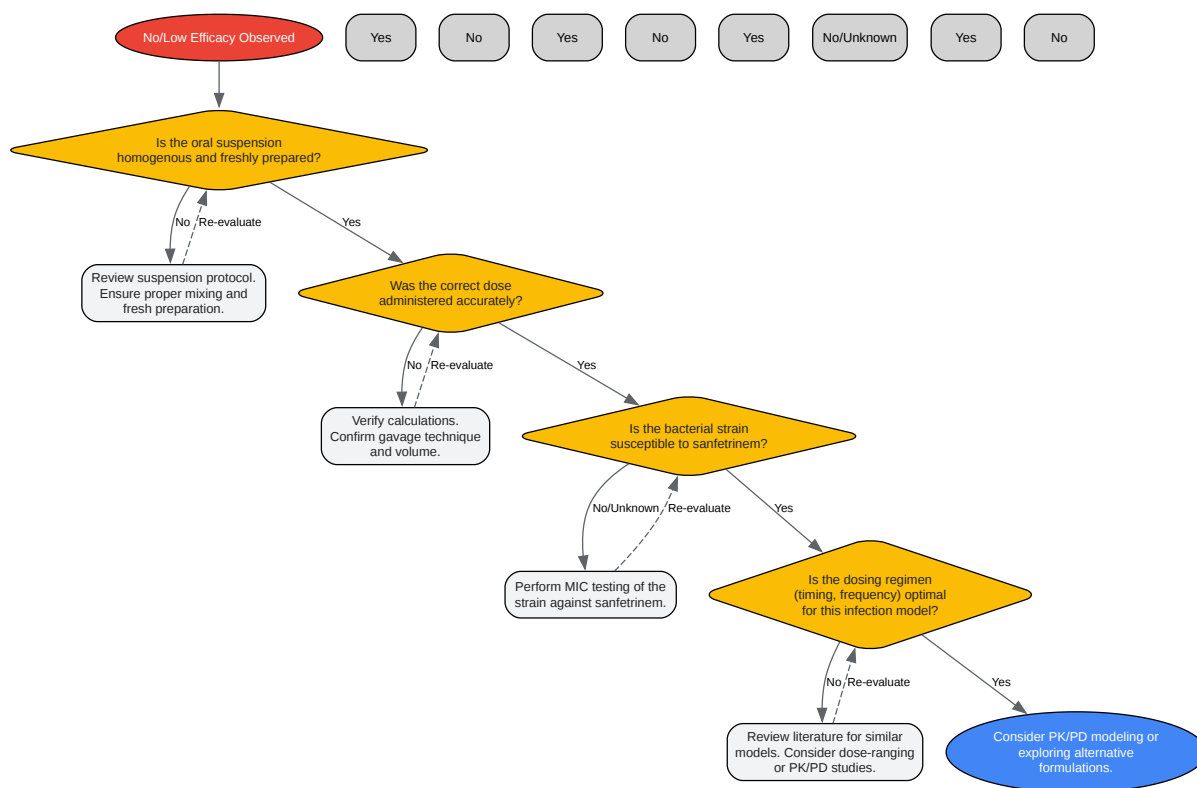 No/Low Efficacy Observed
Yes
No
Yes
No
Yes
No/Unknown
Yes
No
Is the oral suspension
homogenous and freshly prepared?
No
Re-evaluate
Yes
Review suspension protocol.
Ensure proper mixing and
fresh preparation.
Was the correct dose
administered accurately?
No
Re-evaluate
Yes
Verify calculations.
Confirm gavage technique
and volume.
Is the bacterial strain
susceptible to sanfetrinem?
No/Unknown
Re-evaluate
Yes
Perform MIC testing of the
strain against sanfetrinem.
Is the dosing regimen
(timing, frequency) optimal
for this infection model?
No
Re-evaluate
Yes
Review literature for similar
models. Consider dose-ranging
or PK/PD studies.
Consider PK/PD modeling or
exploring alternative
formulations.